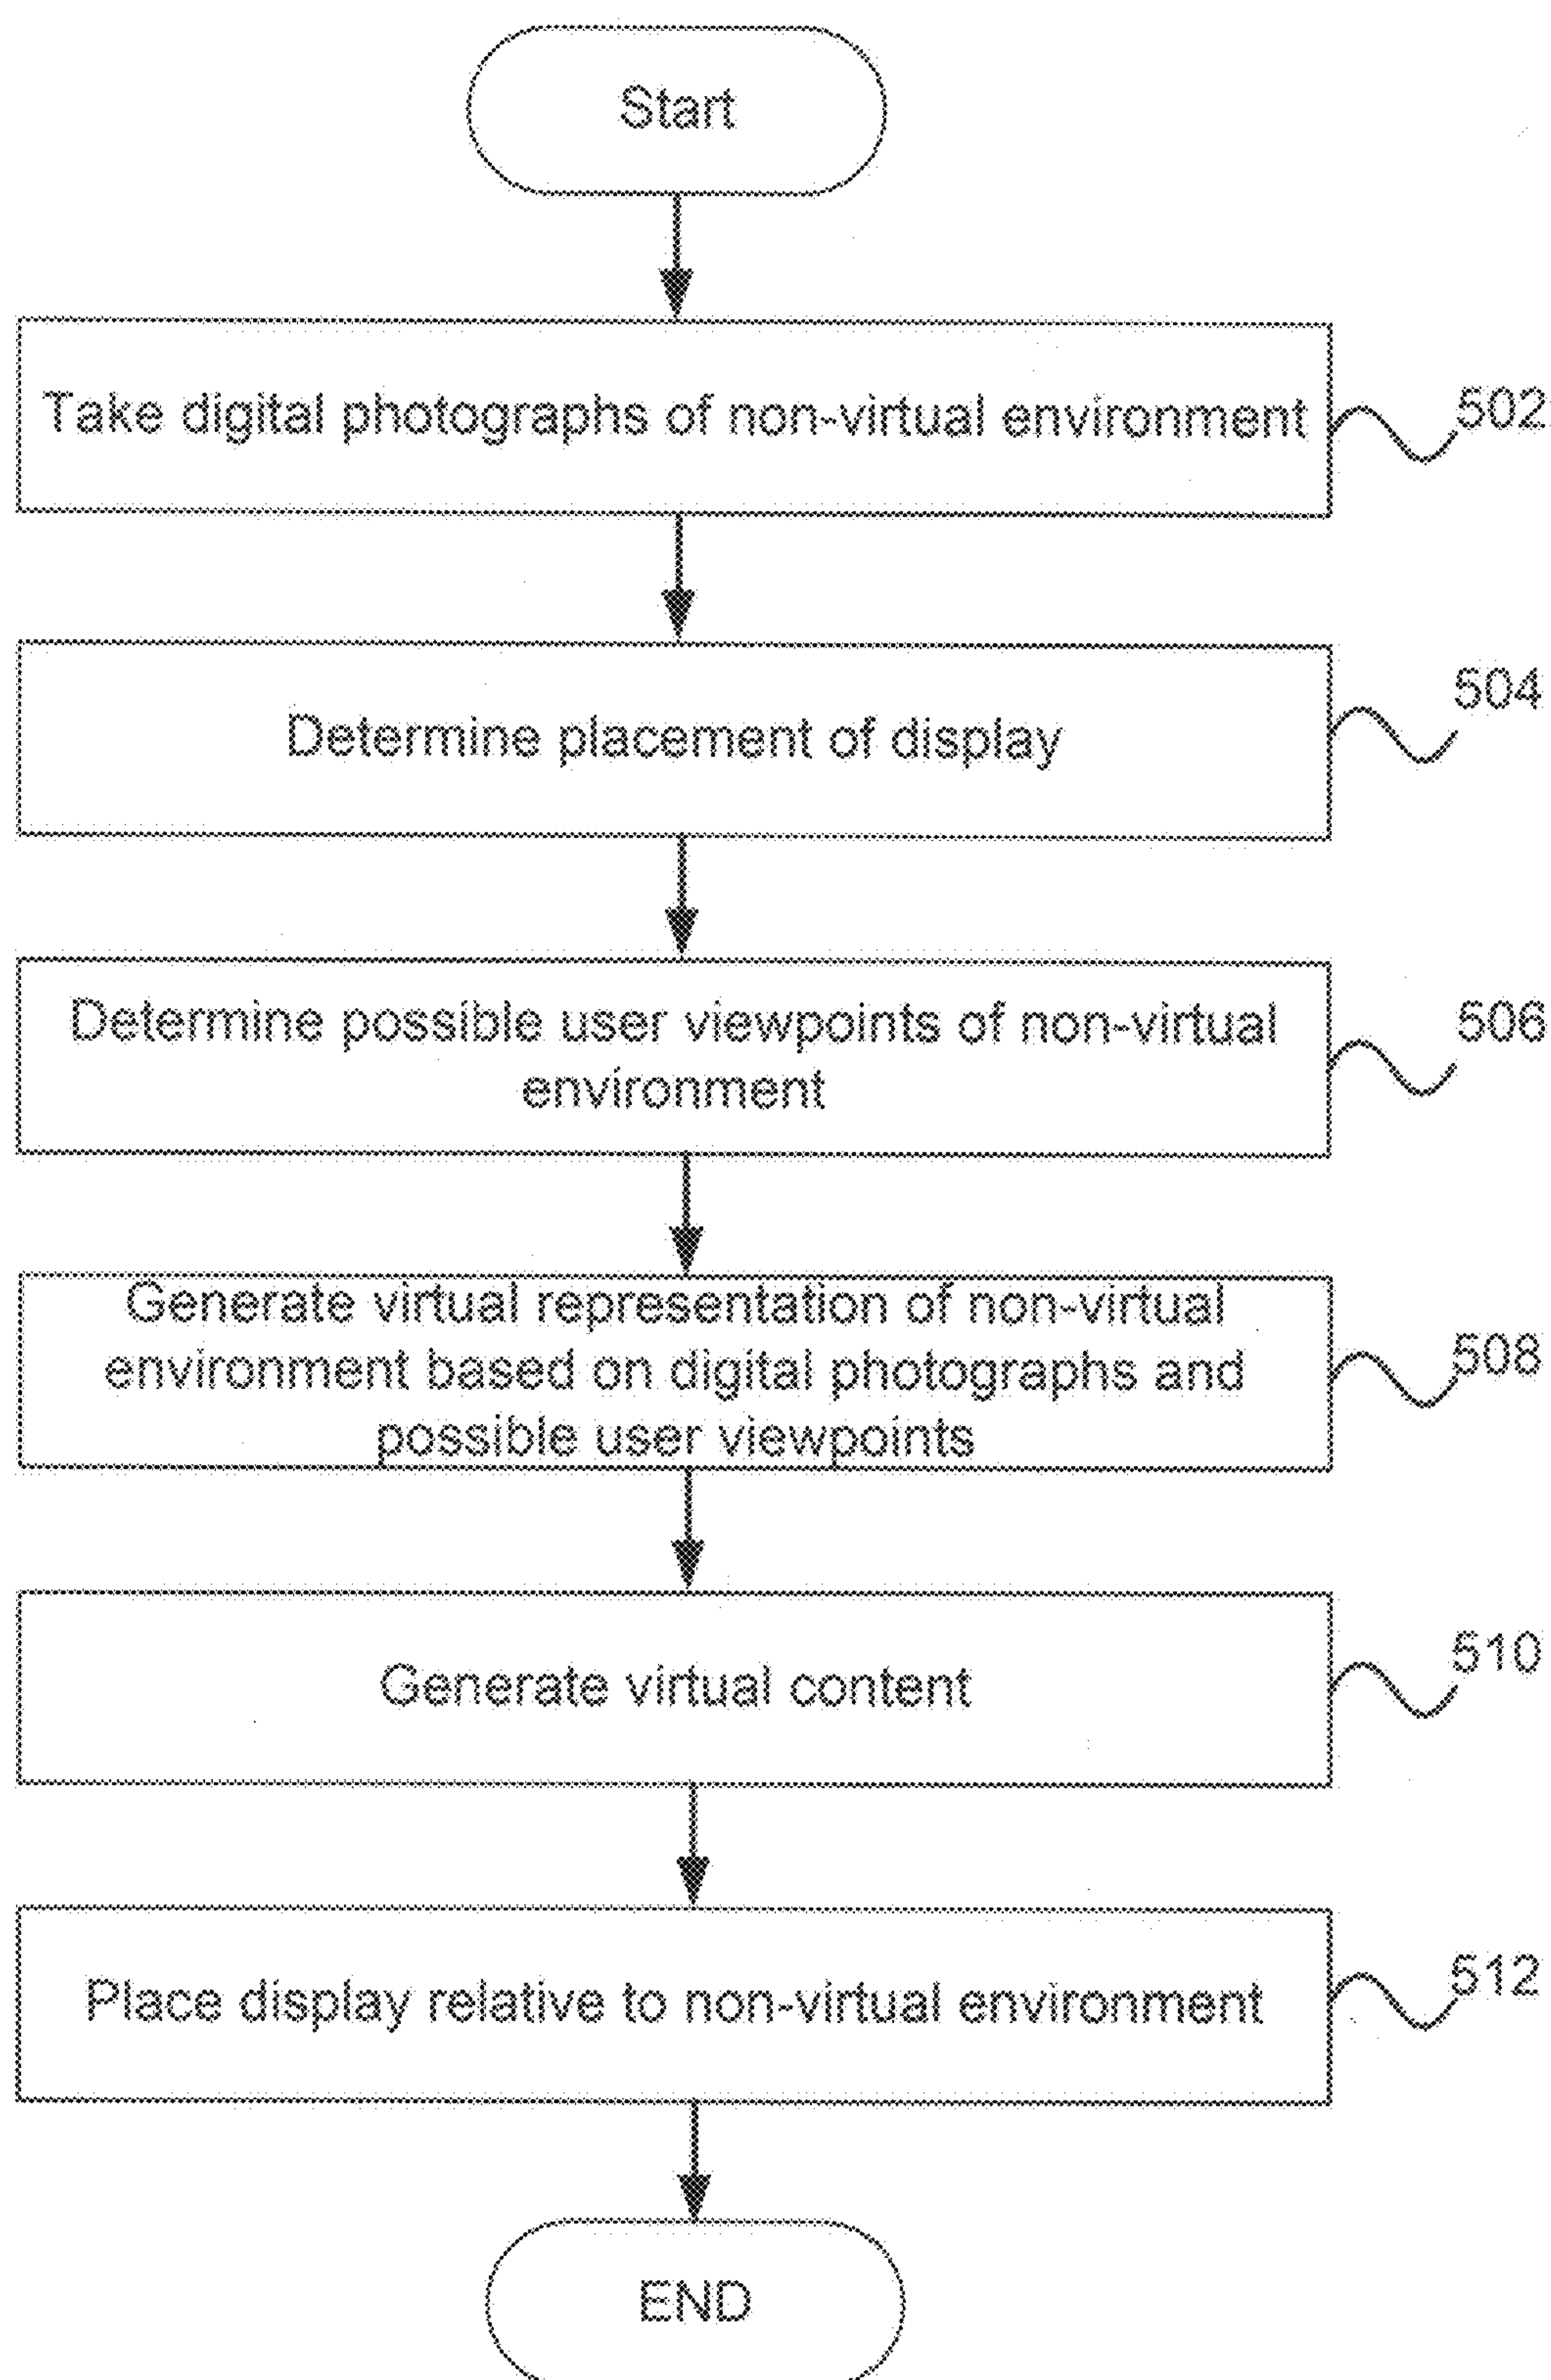 Start
Take digital photographs of non-virtual environment
502
Determine placement of display
504
Determine possible user viewpoints of non-virtual
environment
506
Generate virtual representation of non-virtual
environment based on digital photographs and
possible user viewpoints
508
Generate virtual content
510
Place display relative to non-virtual environment
512
END